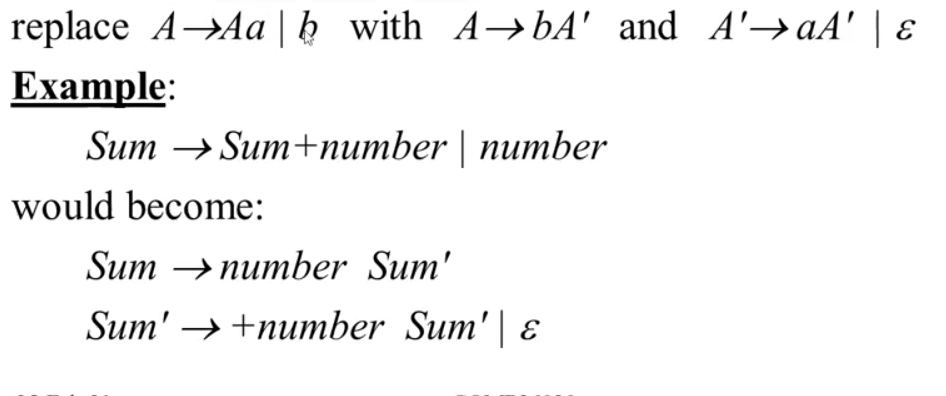 replace A→Aa | b with A→bA' and A'→aA' | ε
Example:
Sum → Sum+number | number
would become:
Sum → number Sum'
Sum' → +number Sum' | ε